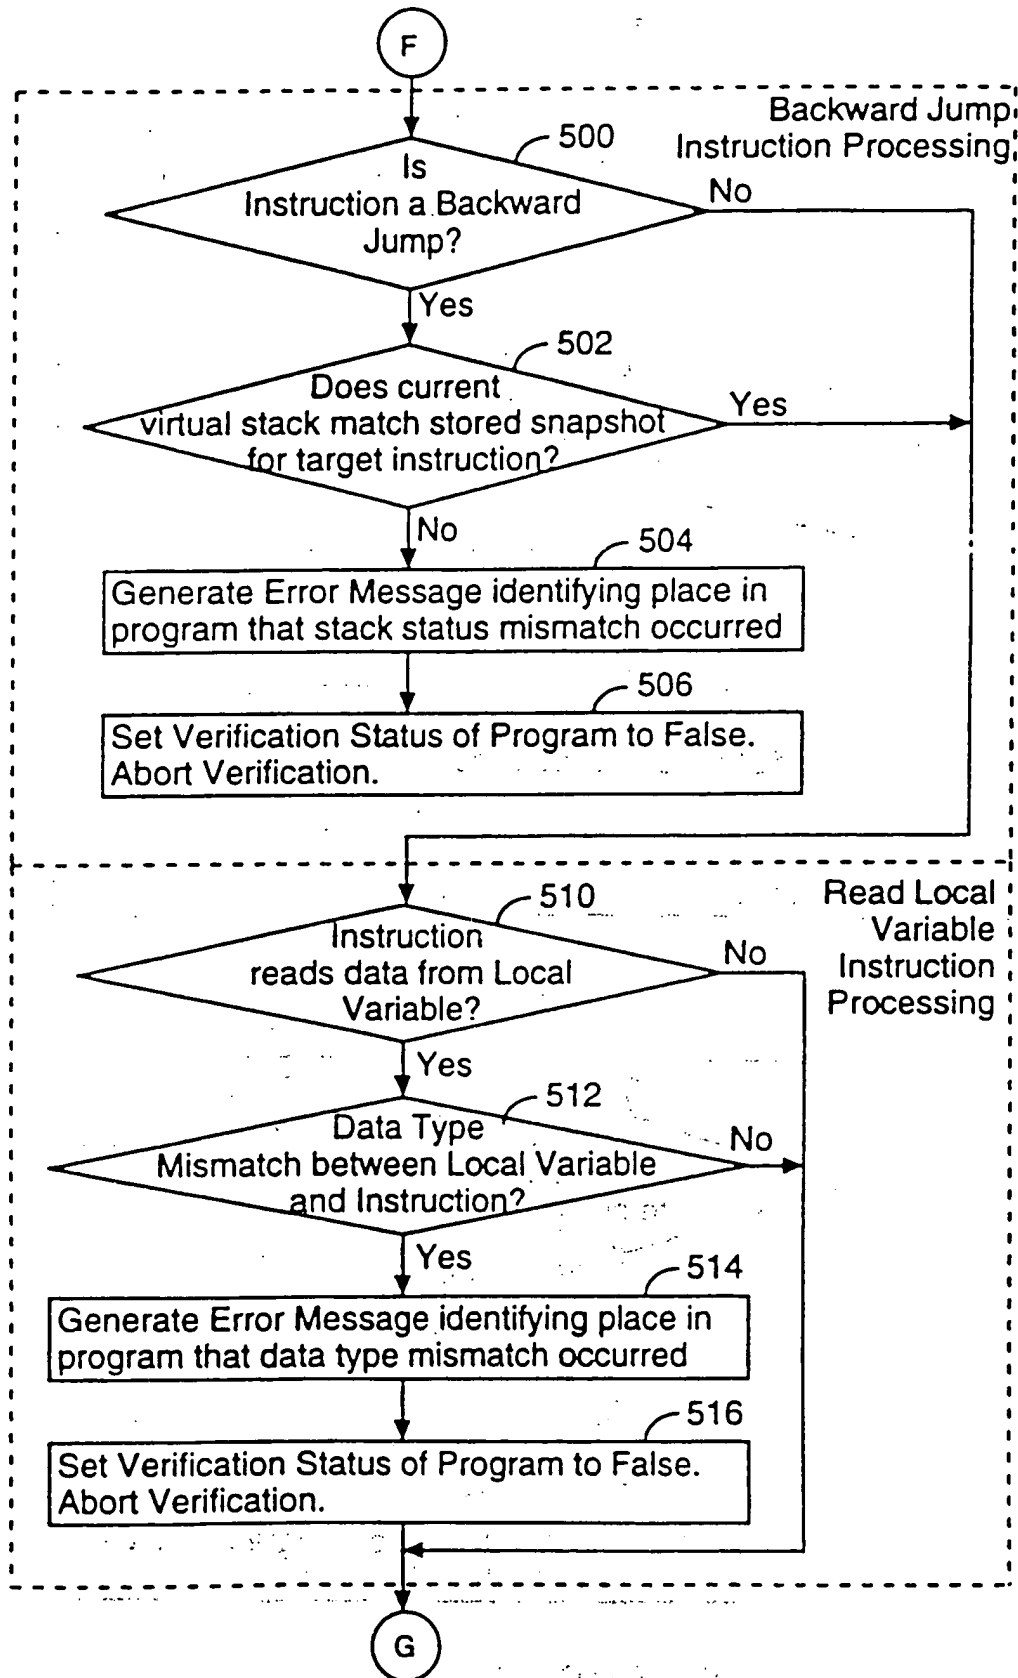 F
Backward Jump
Instruction Processing
500
Is
Instruction a Backward
Jump?
No
Yes
502
Does current
virtual stack match stored snapshot
for target instruction?
Yes
No
504
Generate Error Message identifying place in
program that stack status mismatch occurred
506
Set Verification Status of Program to False.
Abort Verification.
Read Local
Variable
Instruction
Processing
510
Instruction
reads data from Local
Variable?
No
Yes
512
Data Type
Mismatch between Local Variable
and Instruction?
No
Yes
514
Generate Error Message identifying place in
program that data type mismatch occurred
516
Set Verification Status of Program to False.
Abort Verification.
G